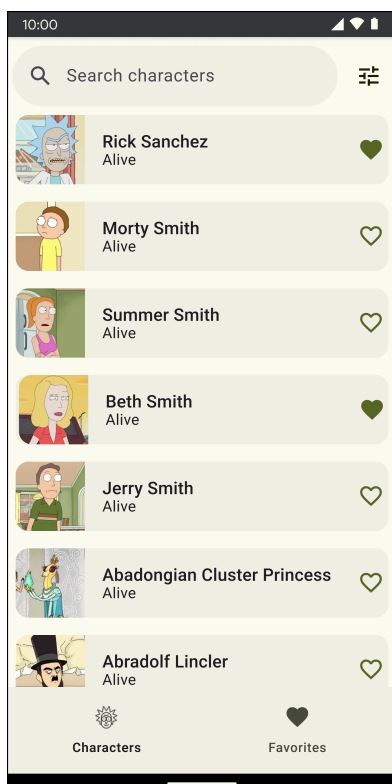 10:00
Search characters
Rick Sanchez
Alive
Morty Smith
Alive
Summer Smith
Alive
Beth Smith
Alive
Jerry Smith
Alive
Abadongian Cluster Princess
Alive
Abradolf Lincler
Alive
Characters
Favorites